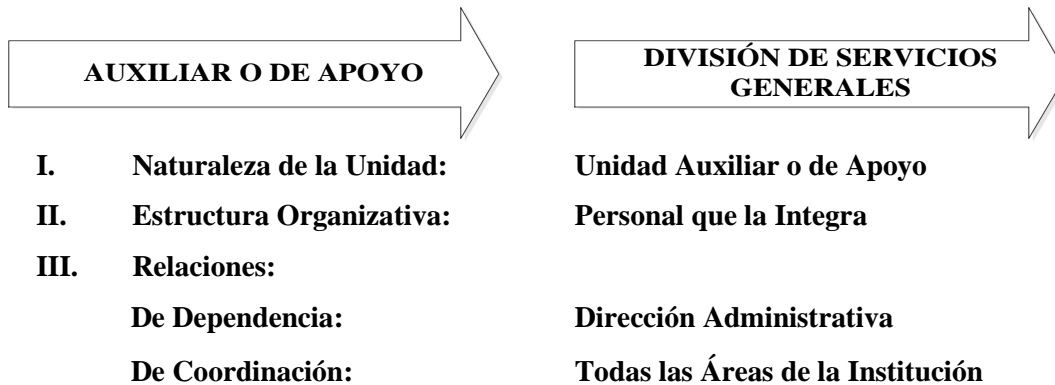 AUXILIAR O DE APOYO
DIVISIÓN DE SERVICIOS
GENERALES
I. Naturaleza de la Unidad: Unidad Auxiliar o de Apoyo
II. Estructura Organizativa: Personal que la Integra
III. Relaciones:
De Dependencia: Dirección Administrativa
De Coordinación: Todas las Áreas de la Institución